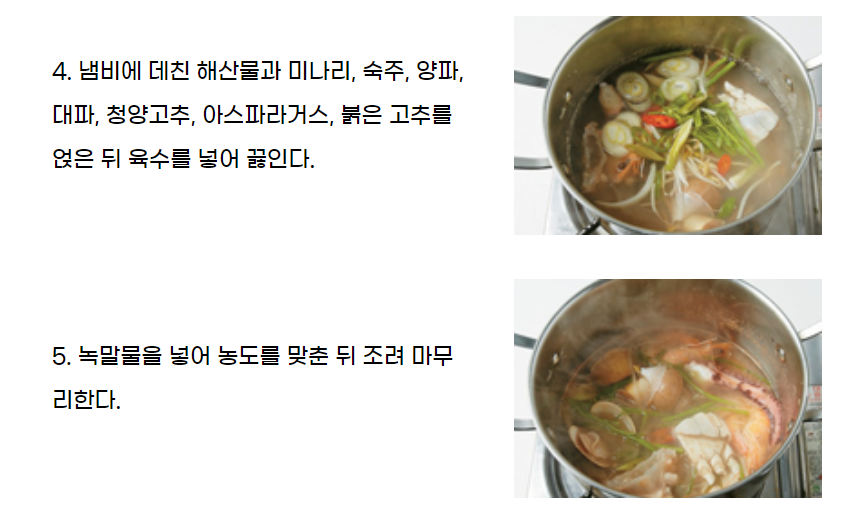 4. 냄비에 데친 해산물과 미나리, 숙주, 양파,
대파, 청양고추, 아스파라거스, 붉은 고추를
얹은 뒤 육수를 넣어 끓인다.
5. 녹말물을 넣어 농도를 맞춘 뒤 조려 마무
리한다.